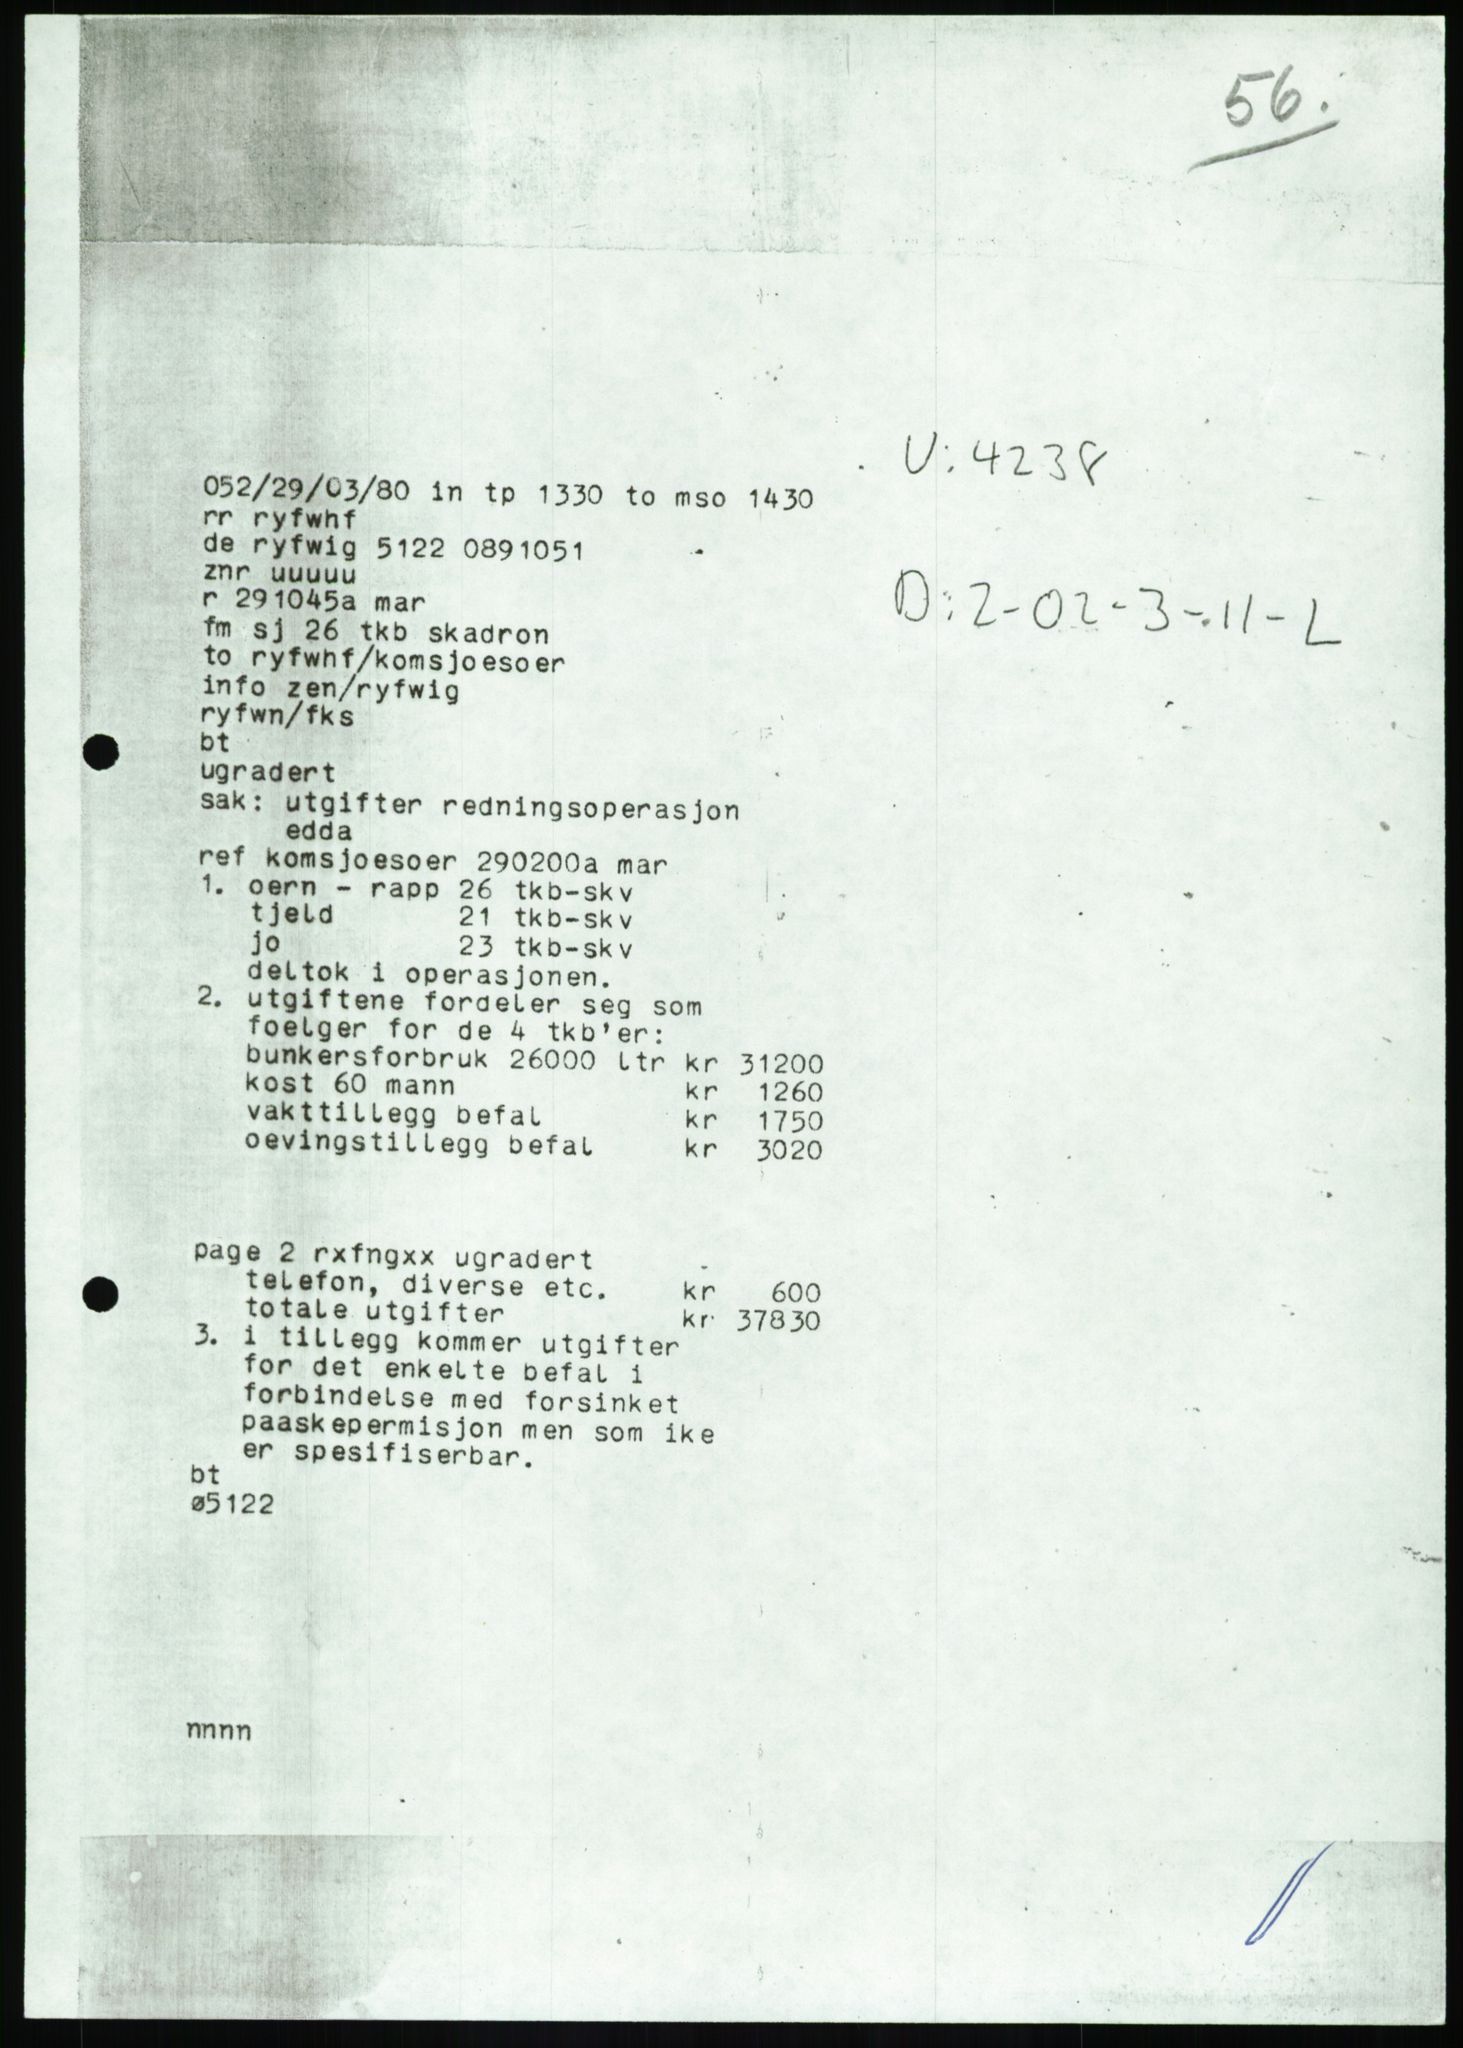 56.
U: 4238
052/29/03/80 in tp 1330 to mso 1430
rr ryfwhf
de ryfwig 5122 0891051
znr uuuuu
D: 2-02-3-11-L
r 291045a mar
fm sj 26 tkb skadron
to ryfwhf/komsjoesoer
info zen/ryfwig
ryfwn/fks
bt
ugradert
sak: utgifter redningsoperasjon
edda
ref komsjoesoer 290200a mar
1. oern - rapp 26 tkb-skv
tjeld 21 tkb-skv
jo 23 tkb-skv
deltok i operasjonen.
2. utgiftene fordeler seg som
foelger for de 4 tkb'er:
bunkersforbruk 26000 ltr kr 31200
kost 60 mann kr 1260
vakttillegg befal kr 1750
oevingstillegg befal kr 3020
page 2 rxfngxx ugradert
telefon, diverse etc. kr 600
totale utgifter kr 37830
3. i tillegg kommer utgifter
for det enkelte befal i
forbindelse med forsinket
paaskepermisjon men som ike
er spesifiserbar.
bt
ø5122
nnnn